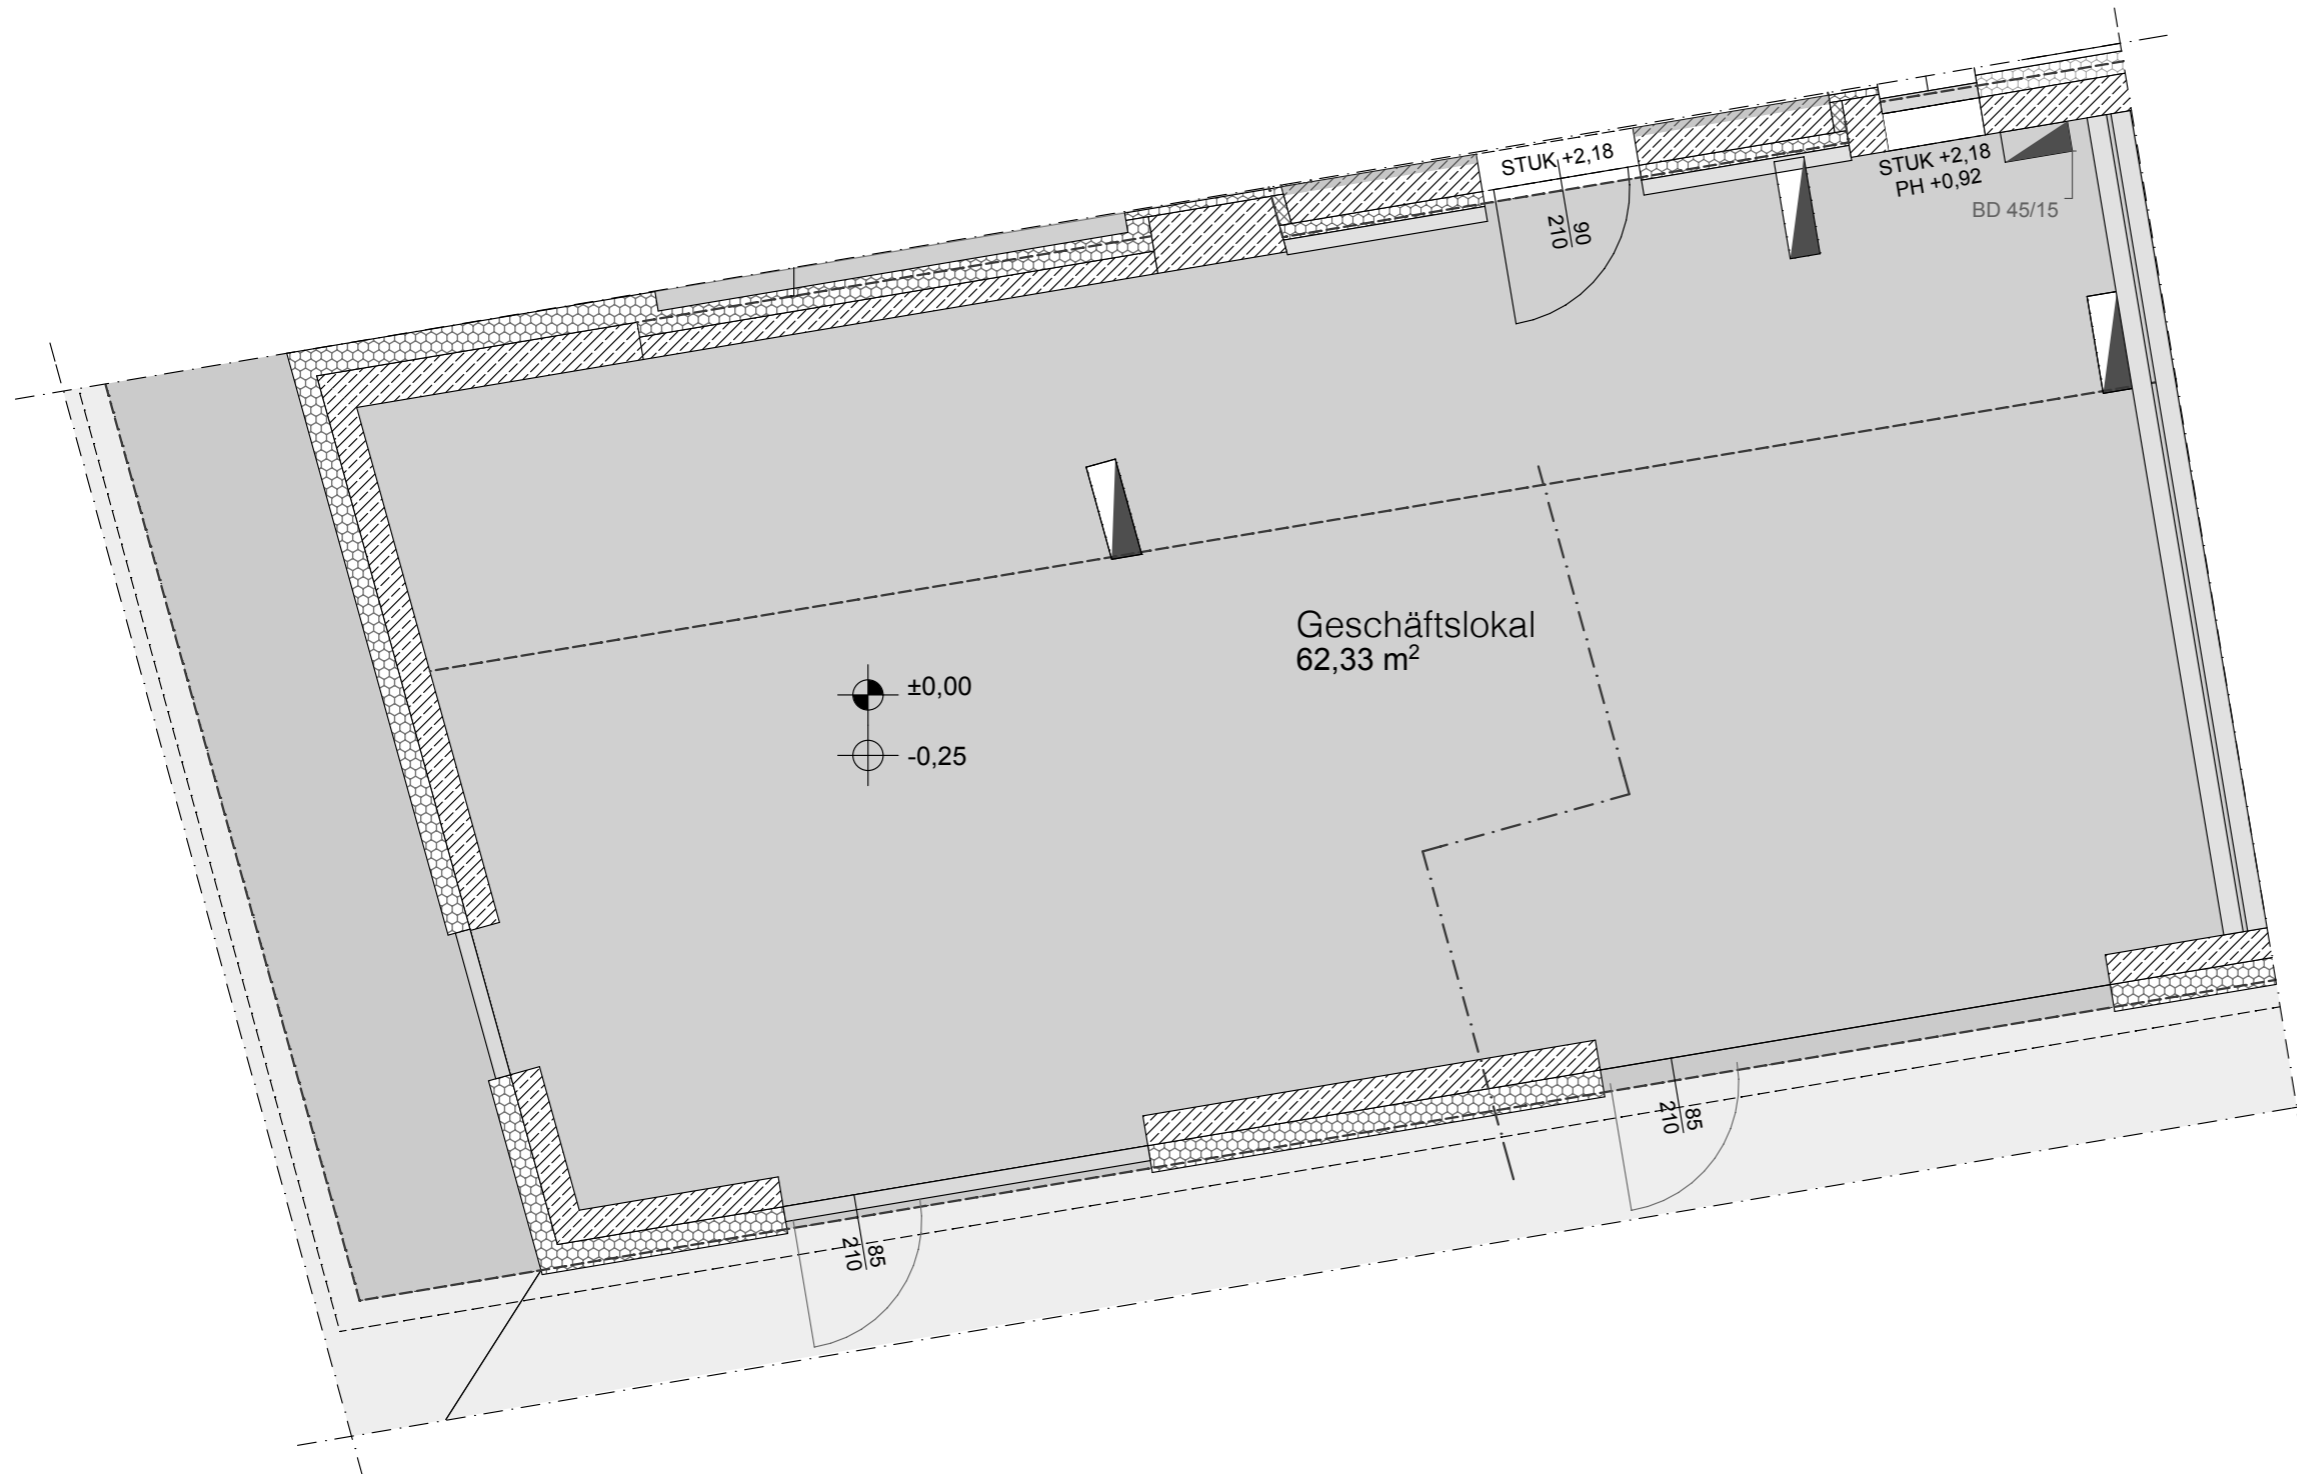 STUK +2,18
STUK +2,18
PH +0,92
BD 45/15
90
210
Geschäftslokal
62,33 m²
±0,00
-0,25
85
210
85
210